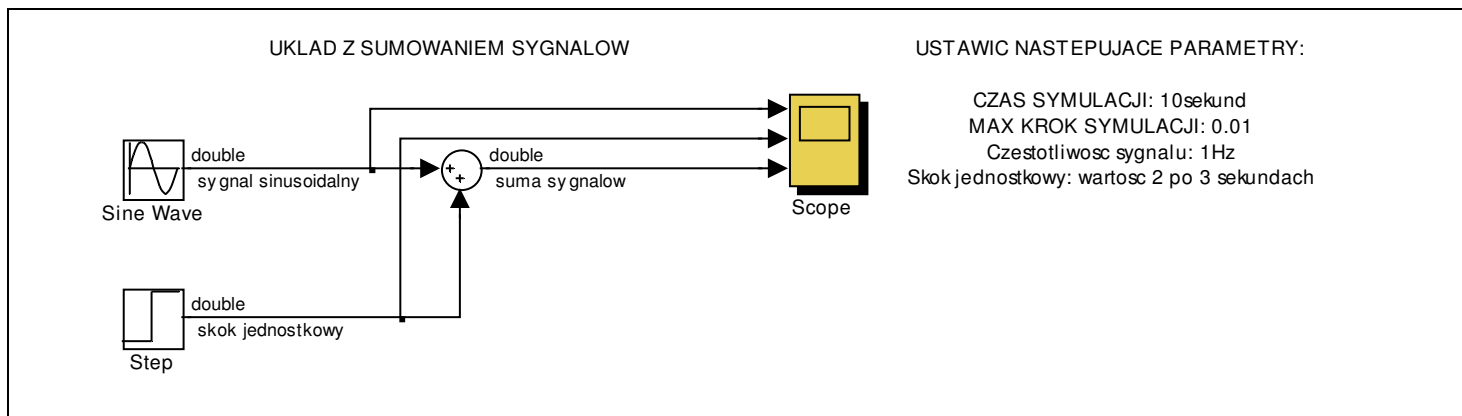 UKLAD Z SUMOWANIEM SYGNALOW
USTAWIC NASTEPUJACE PARAMETRY:
CZAS SYMULACJI: 10sekund
MAX KROK SYMULACJI: 0.01
Czestotliwosc sygnalu: 1Hz
Skok jednostkowy: wartosc 2 po 3 sekundach
double
sygnal sinusoidalny
Sine Wave
+
+
double
suma sygnalow
Scope
double
skok jednostkowy
Step